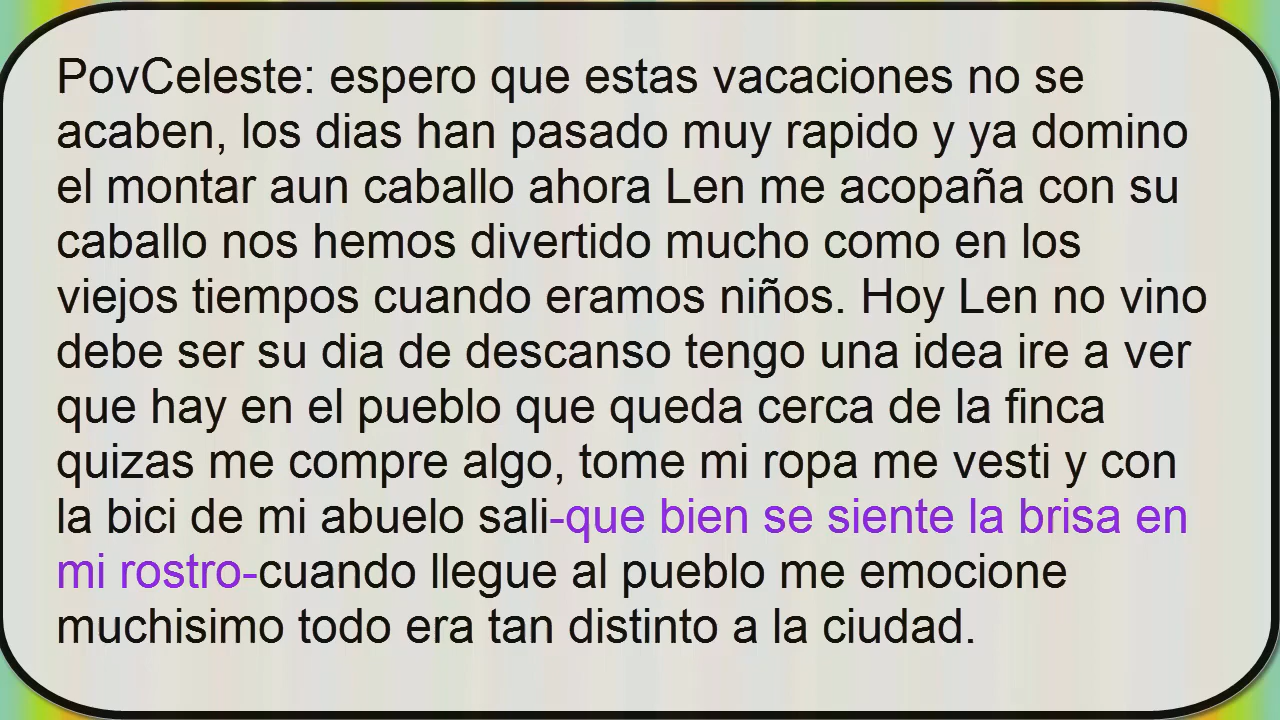 PovCeleste: espero que estas vacaciones no se
acaben, los dias han pasado muy rapido y ya domino
el montar aun caballo ahora Len me acopaña con su
caballo nos hemos divertido mucho como en los
viejos tiempos cuando eramos niños. Hoy Len no vino
debe ser su dia de descanso tengo una idea ire a ver
que hay en el pueblo que queda cerca de la finca
quizas me compre algo, tome mi ropa me vesti y con
la bici de mi abuelo sali-que bien se siente la brisa en
mi rostro-cuando llegue al pueblo me emocione
muchisimo todo era tan distinto a la ciudad.